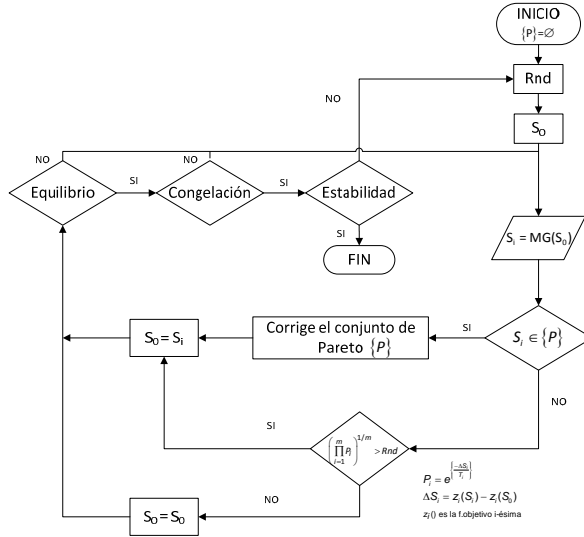 INICIO
{P}=∅
Rnd
S₀
NO
NO
NO
Equilibrio
SI
Congelación
SI
Estabilidad
SI
FIN
Sᵢ = MG(S₀)
Sᵢ ∈ {P}
SI
Corrige el conjunto de
Pareto {P}
S₀ = Sᵢ
NO
SI
(∏ᵢ₌₁ᵐ Pᵢ)^1/m > Rnd
NO
S₀ = S₀
Pᵢ = e^{−ΔSᵢ/Tᵢ}
ΔSᵢ = zᵢ(Sᵢ) − zᵢ(S₀)
zᵢ() es la f.objetivo i-ésima